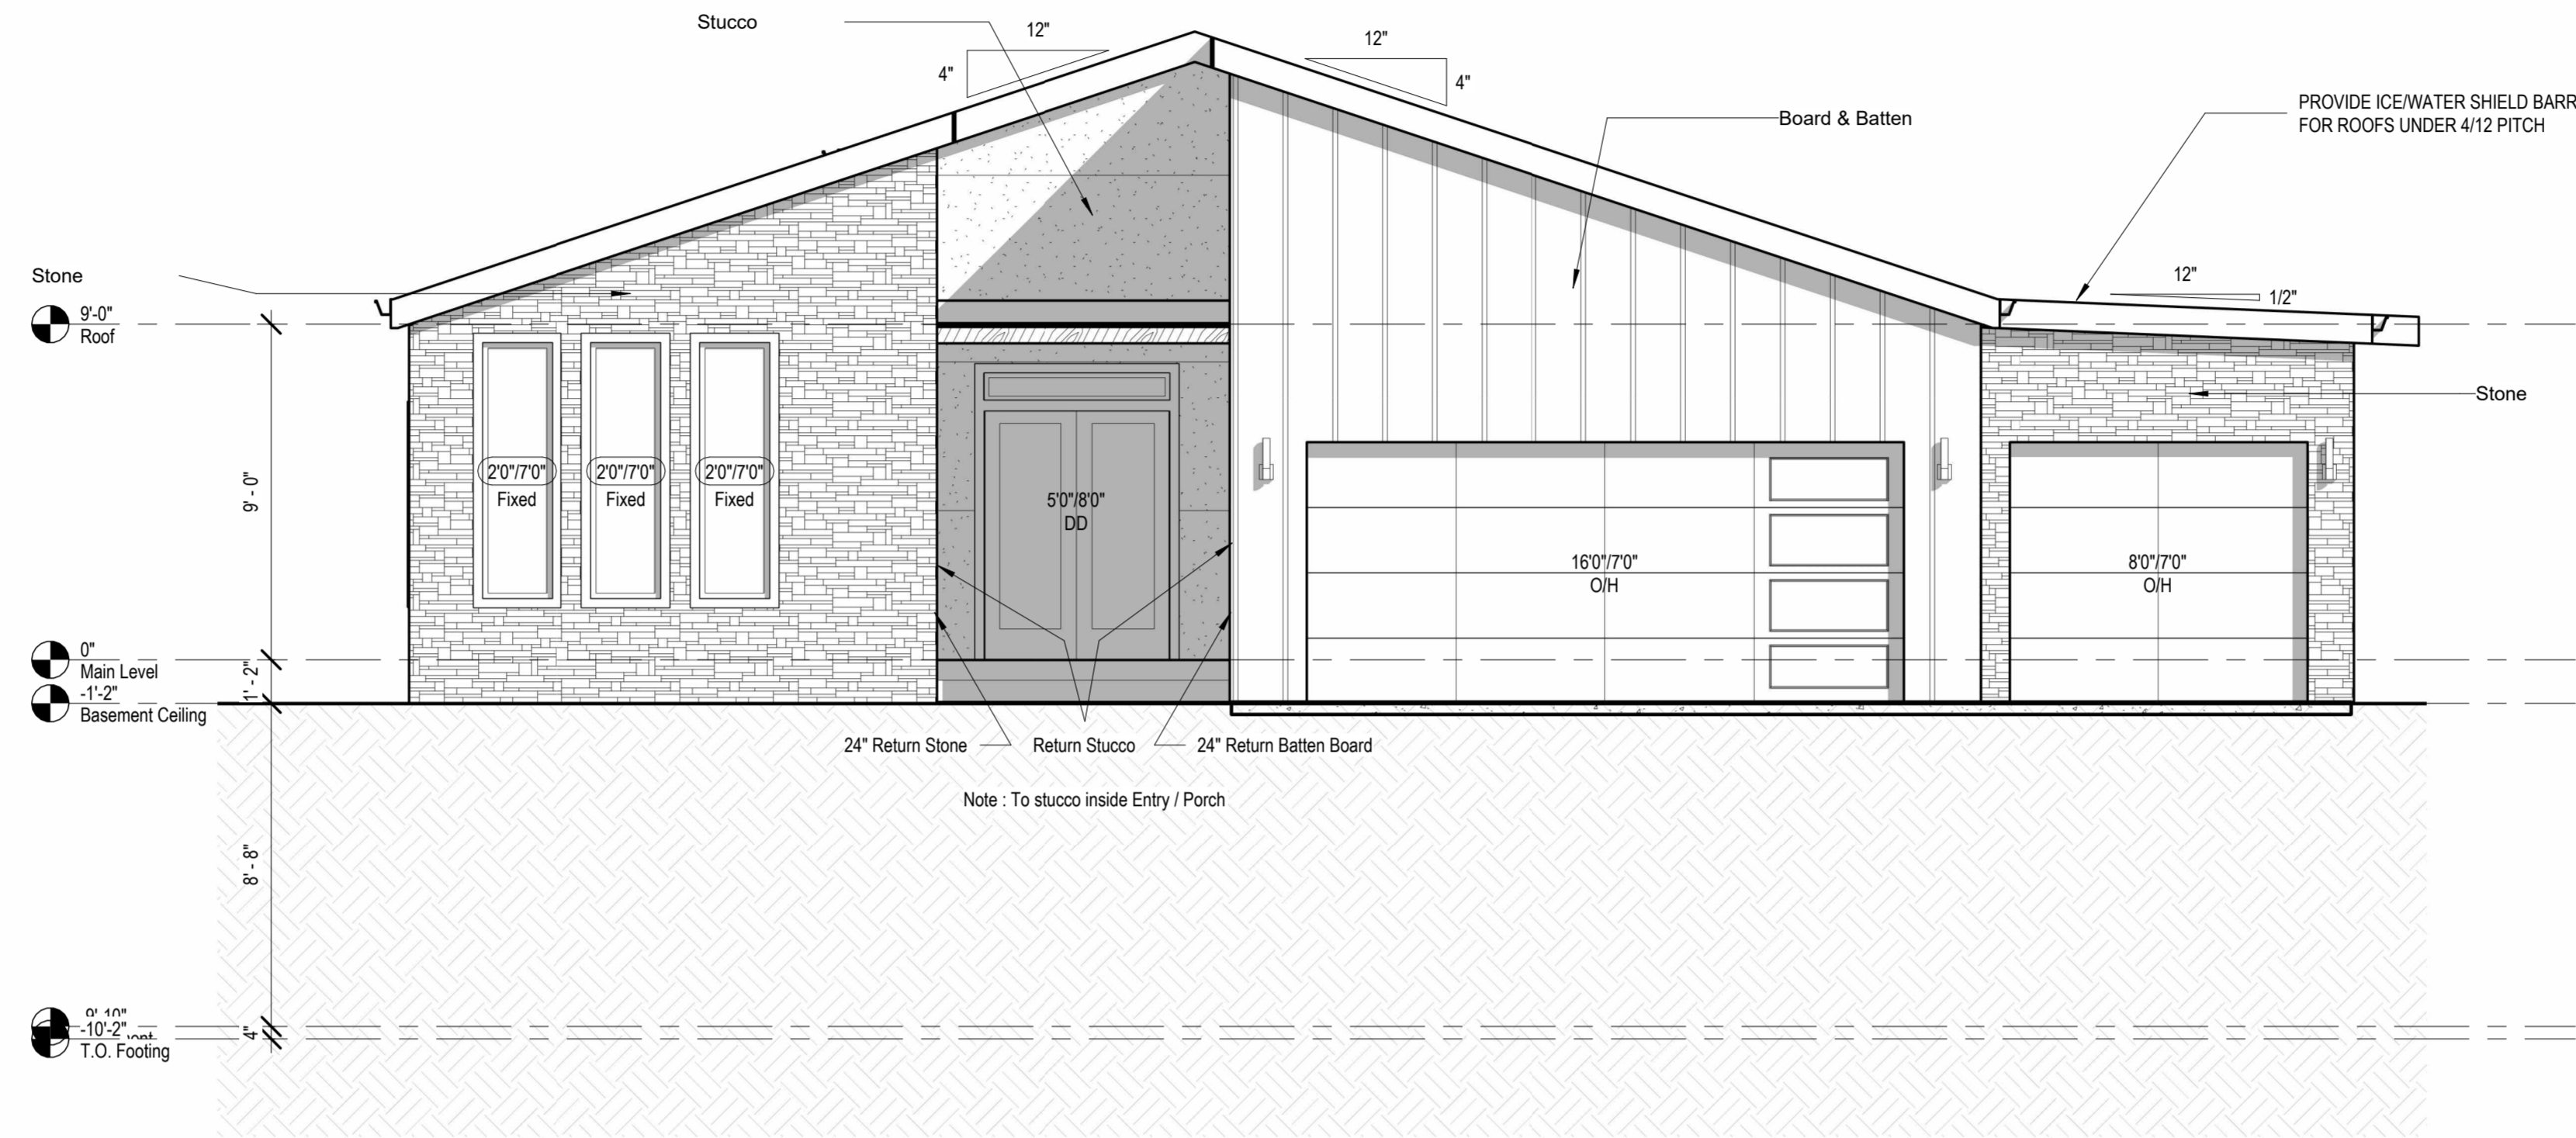 Stucco
12"
4"
12"
4"
Board & Batten
PROVIDE ICE/WATER SHIELD BARR
FOR ROOFS UNDER 4/12 PITCH
Stone
9'-0"
Roof
12"
1/2"
Stone
9' - 0"
2'0"/7'0"
Fixed
2'0"/7'0"
Fixed
2'0"/7'0"
Fixed
5'0"/8'0"
DD
16'0"/7'0"
O/H
8'0"/7'0"
O/H
0"
Main Level
1' - 2"
-1'-2"
Basement Ceiling
24" Return Stone
Return Stucco
24" Return Batten Board
Note : To stucco inside Entry / Porch
8' - 8"
9' 10"
-10'-2"
T.O. Footing
4"